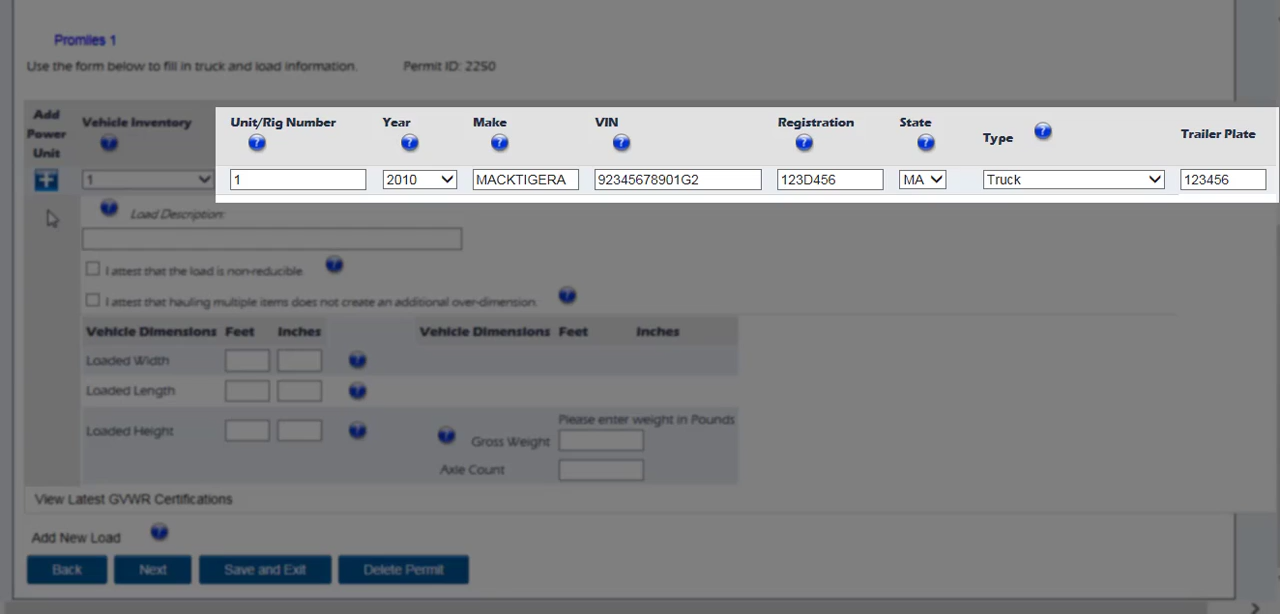 Promiles 1
Use the form below to fill in truck and load information. Permit ID: 2250
Add Power Unit
Vehicle Inventory Unit/Rig Number Year Make VIN Registration State Type Trailer Plate
1 1 2010 MACKTIGERA 92345678901G2 123D456 MA Truck 123456
Load Description:
I attest that the load is non-reducible.
I attest that hauling multiple items does not create an additional over-dimension.
Vehicle Dimensions Feet Inches Vehicle Dimensions Feet Inches
Loaded Width
Loaded Length
Please enter weight in Pounds
Loaded Height Gross Weight
Axle Count
View Latest GVWR Certifications
Add New Load
Back Next Save and Exit Delete Permit